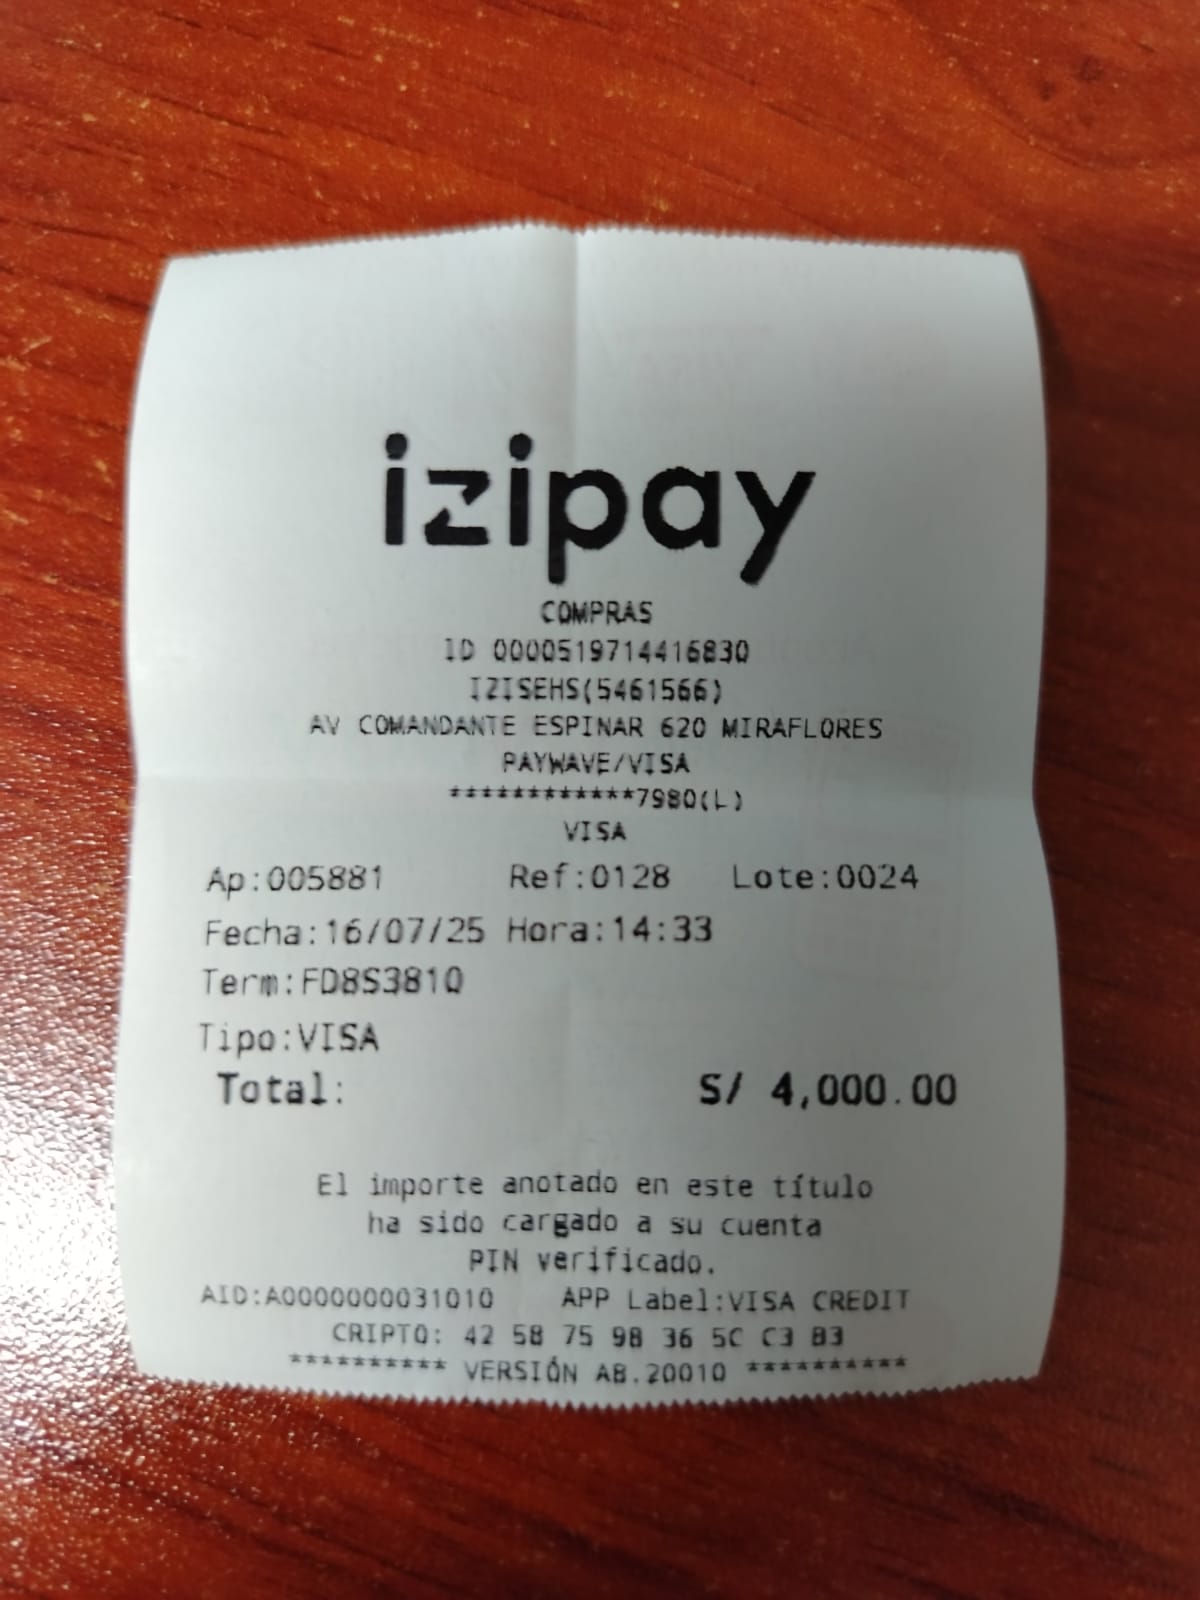 izipay
COMPRAS
ID 0000519714416830
IZISEHS(5461566)
AV COMANDANTE ESPINAR 620 MIRAFLORES
PAYWAVE/VISA
************7980(L)
VISA
Ap:005881 Ref:0128 Lote:0024
Fecha:16/07/25 Hora:14:33
Term:FD8S3810
Tipo:VISA
Total: S/ 4,000.00
El importe anotado en este título
ha sido cargado a su cuenta
PIN verificado.
AID:A0000000031010 APP Label:VISA CREDIT
CRIPTO: 42 58 75 98 36 5C C3 83
********** VERSIÓN AB.20010 **********